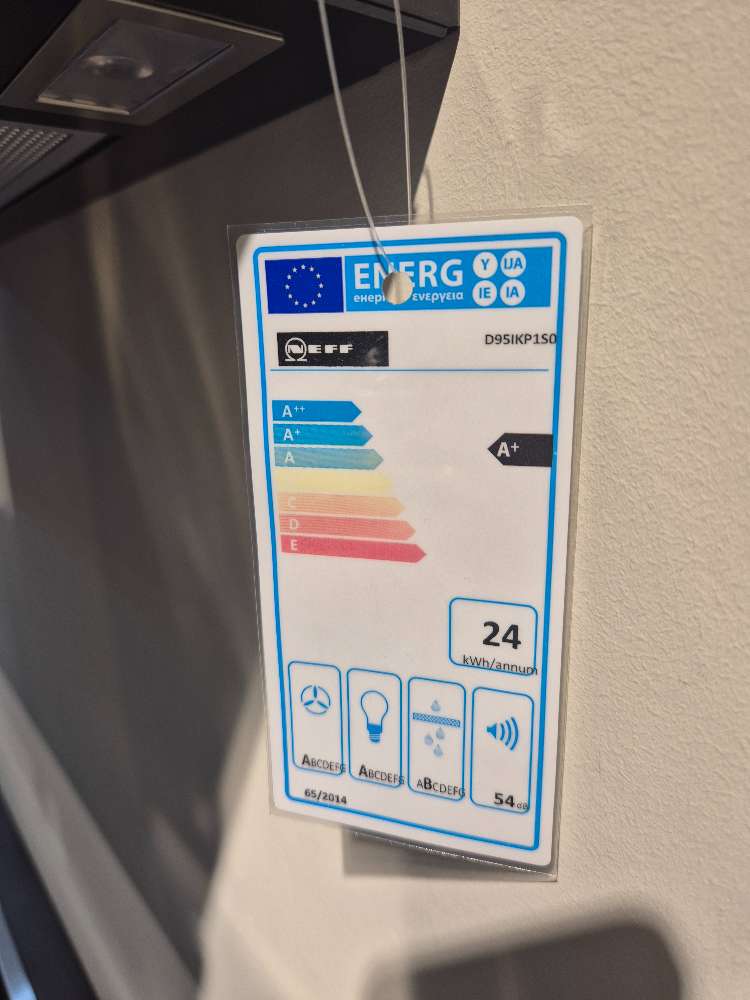 ENERG Y IJA
енергия ενεργεια IE IA
NEFF
D95IKP1S0
A++
A+
A+
A
C
D
E
24
kWh/annum
ABCDEFG
ABCDEFG
ABCDEFG
54 dB
65/2014